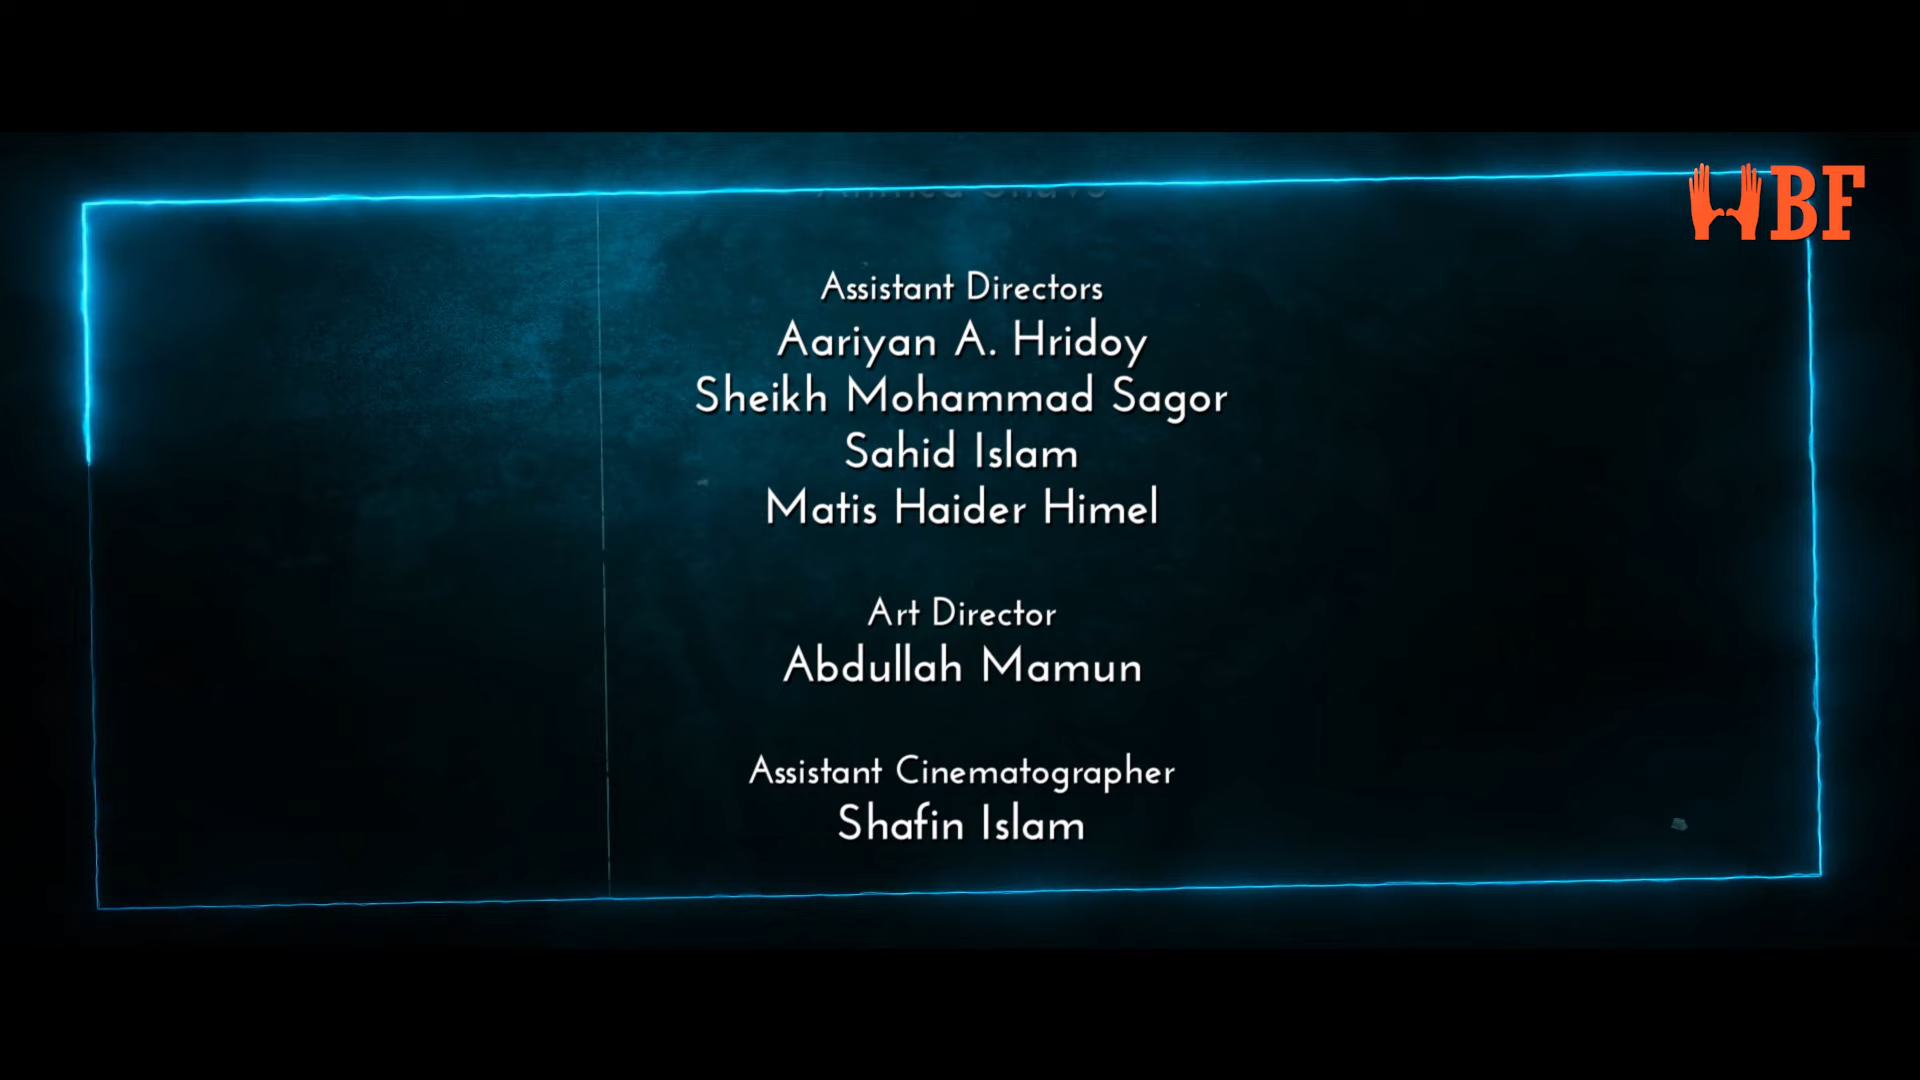 Assistant Directors
Aariyan A. Hridoy
Sheikh Mohammad Sagor
Sahid Islam
Matis Haider Himel
Art Director
Abdullah Mamun
Assistant Cinematographer
Shafin Islam
BF